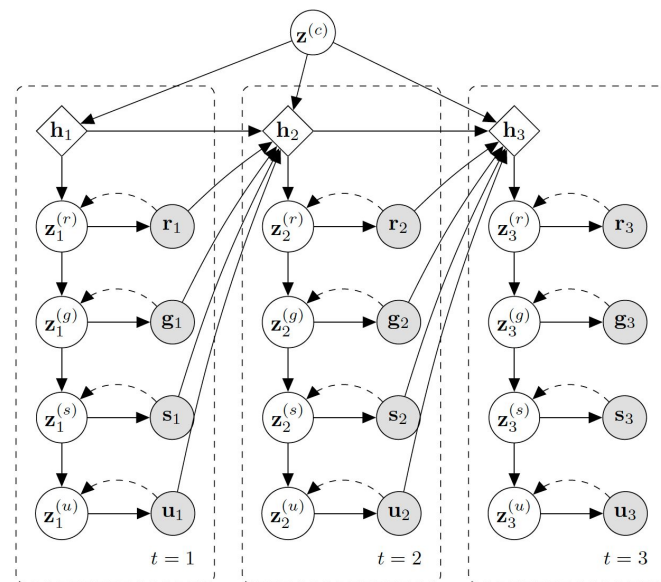 z^{(c)}
h_1 h_2 h_3
z_1^{(r)} r_1 z_2^{(r)} r_2 z_3^{(r)} r_3
z_1^{(g)} g_1 z_2^{(g)} g_2 z_3^{(g)} g_3
z_1^{(s)} s_1 z_2^{(s)} s_2 z_3^{(s)} s_3
z_1^{(u)} u_1 z_2^{(u)} u_2 z_3^{(u)} u_3
t = 1 t = 2 t = 3